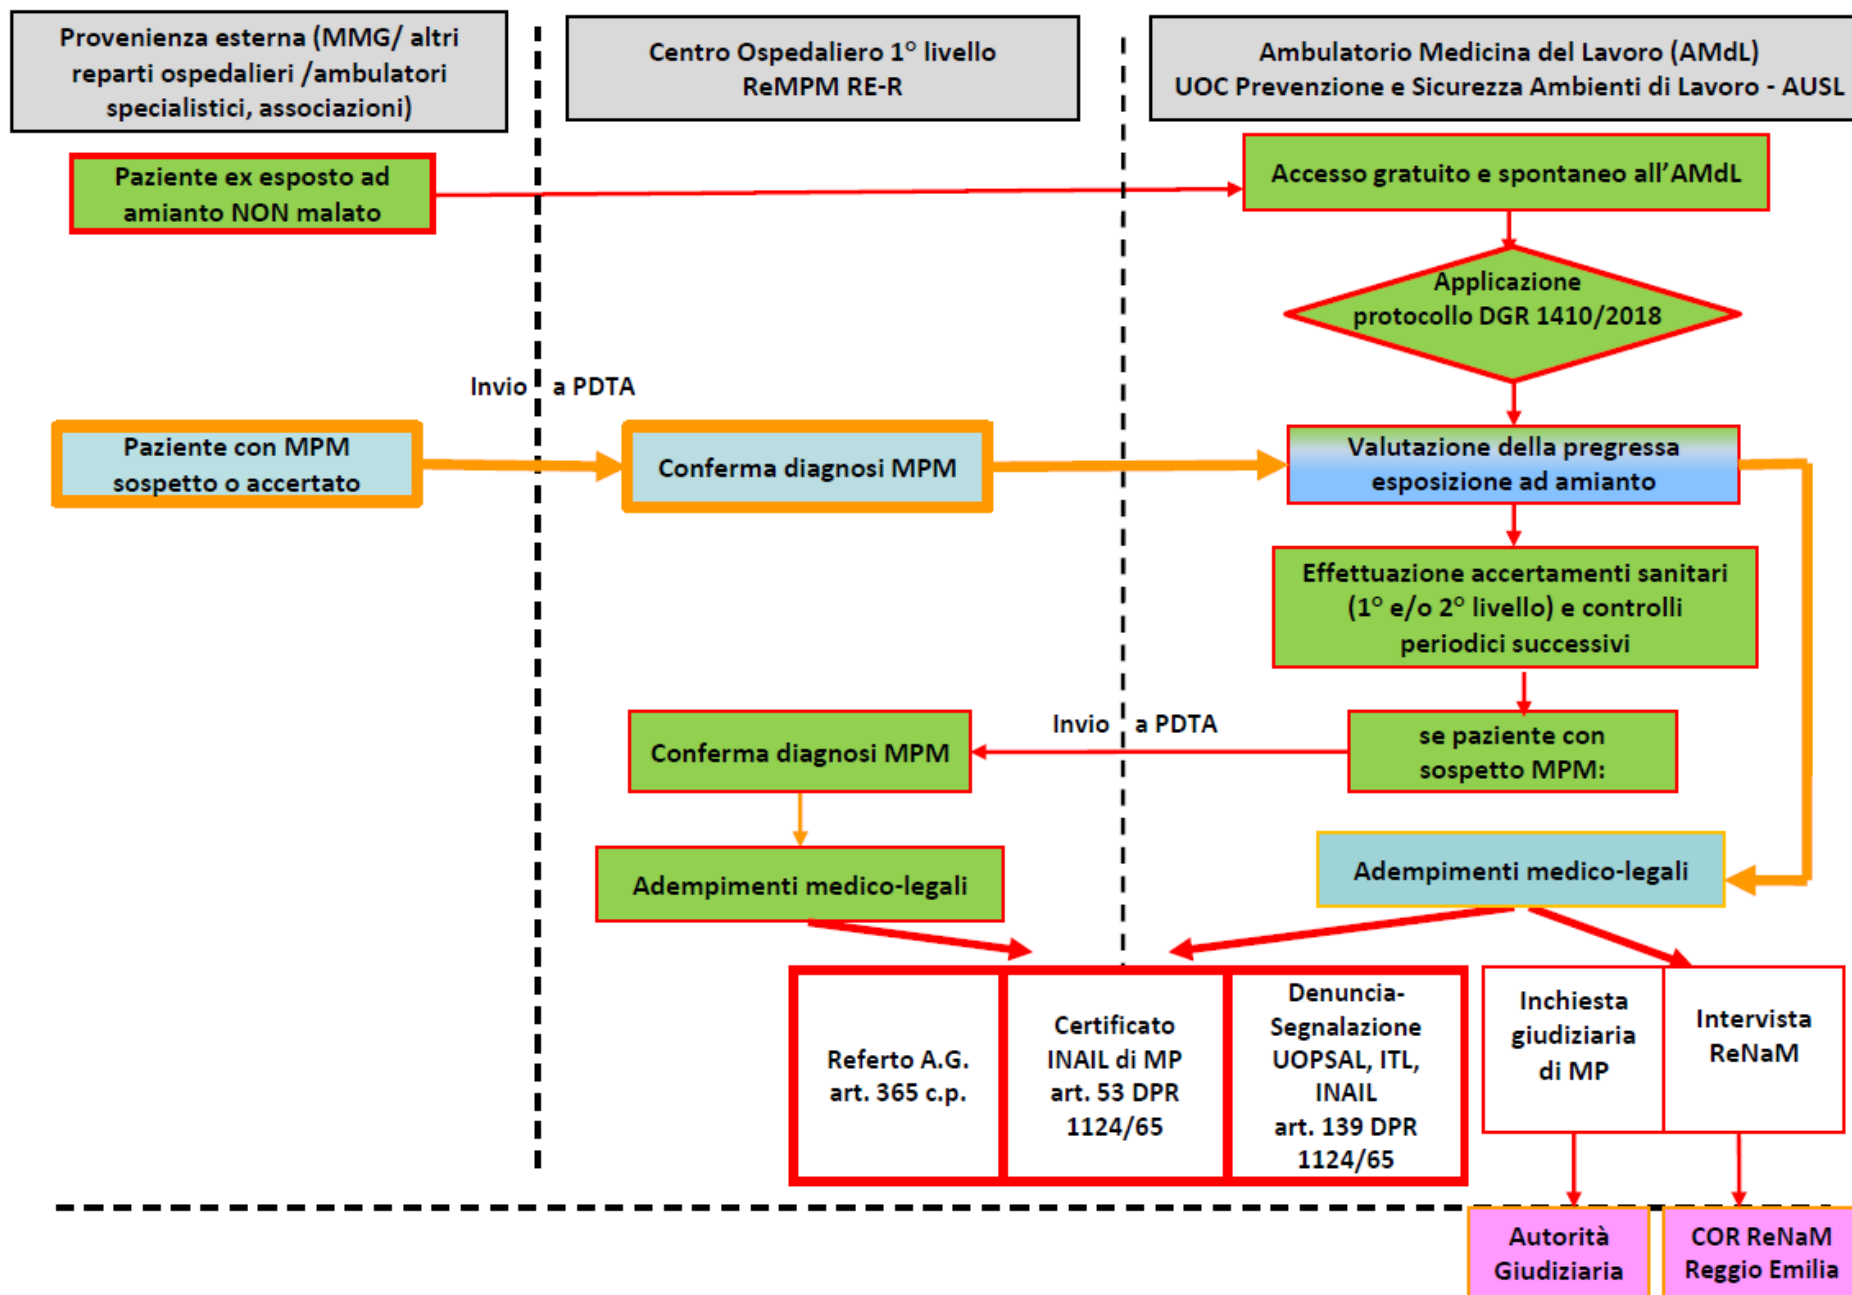 Provenienza esterna (MMG/ altri
reparti ospedalieri /ambulatori
specialistici, associazioni)
Centro Ospedaliero 1° livello
ReMPM RE-R
Ambulatorio Medicina del Lavoro (AMdL)
UOC Prevenzione e Sicurezza Ambienti di Lavoro - AUSL
Paziente ex esposto ad
amianto NON malato
Accesso gratuito e spontaneo all'AMdL
Applicazione
protocollo DGR 1410/2018
Invio a PDTA
Paziente con MPM
sospetto o accertato
Conferma diagnosi MPM
Valutazione della pregressa
esposizione ad amianto
Effettuazione accertamenti sanitari
(1° e/o 2° livello) e controlli
periodici successivi
Invio a PDTA
Conferma diagnosi MPM
se paziente con
sospetto MPM:
Adempimenti medico-legali
Adempimenti medico-legali
Referto A.G.
art. 365 c.p.
Certificato
INAIL di MP
art. 53 DPR
1124/65
Denuncia-
Segnalazione
UOPSAL, ITL,
INAIL
art. 139 DPR
1124/65
Inchiesta
giudiziaria
di MP
Intervista
ReNaM
Autorità
Giudiziaria
COR ReNaM
Reggio Emilia